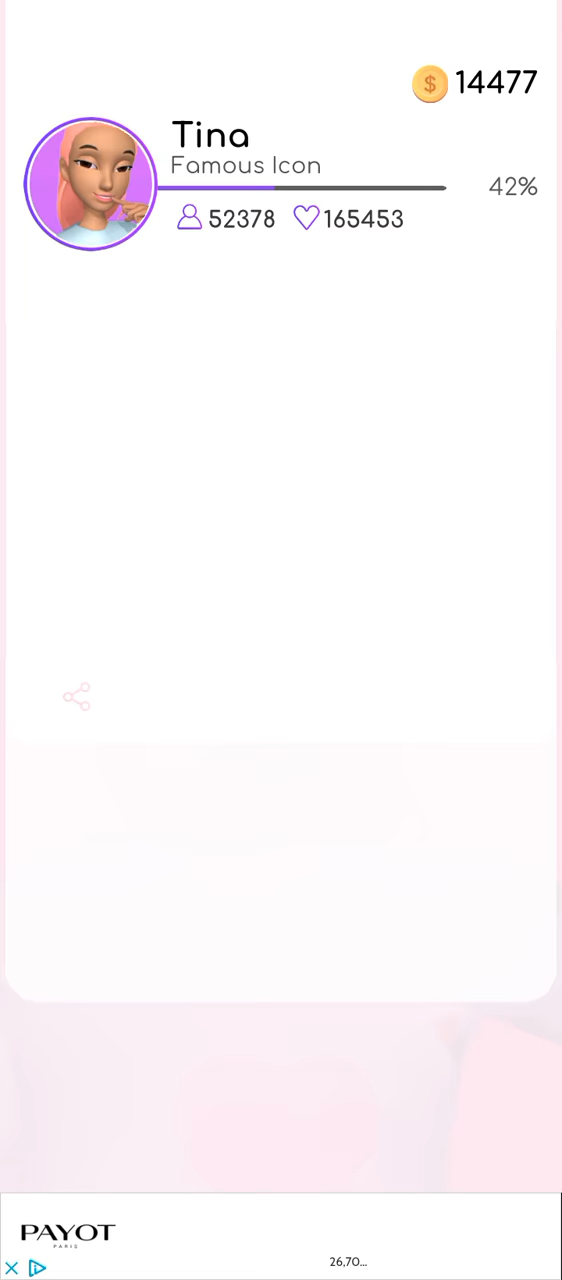 14477
Tina
Famous Icon
42%
52378 165453
PAYOT
PARIS
26,70...